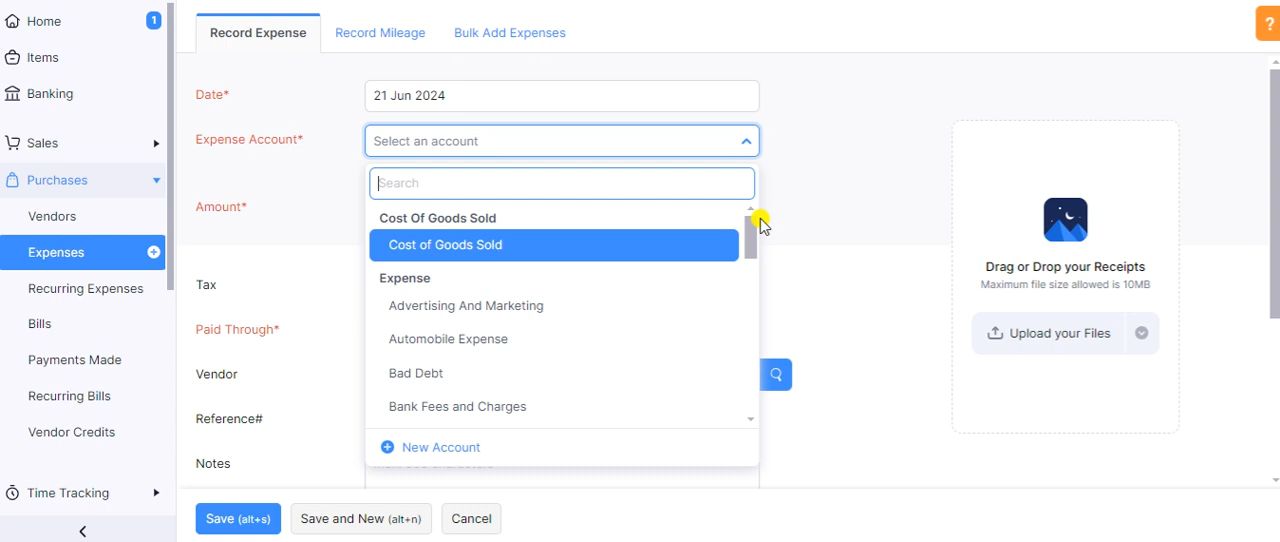 Home 1
Items
Banking
Sales
Purchases
Vendors
Expenses
Recurring Expenses
Bills
Payments Made
Recurring Bills
Vendor Credits
Time Tracking
Record Expense Record Mileage Bulk Add Expenses
?
Date* 21 Jun 2024
Expense Account* Select an account
Search
Cost Of Goods Sold
Amount*
Cost of Goods Sold
Expense
Tax
Advertising And Marketing
Paid Through*
Automobile Expense
Vendor
Bad Debt
Reference#
Bank Fees and Charges
New Account
Notes
Drag or Drop your Receipts
Maximum file size allowed is 10MB
Upload your Files
Save (alt+s) Save and New (alt+n) Cancel